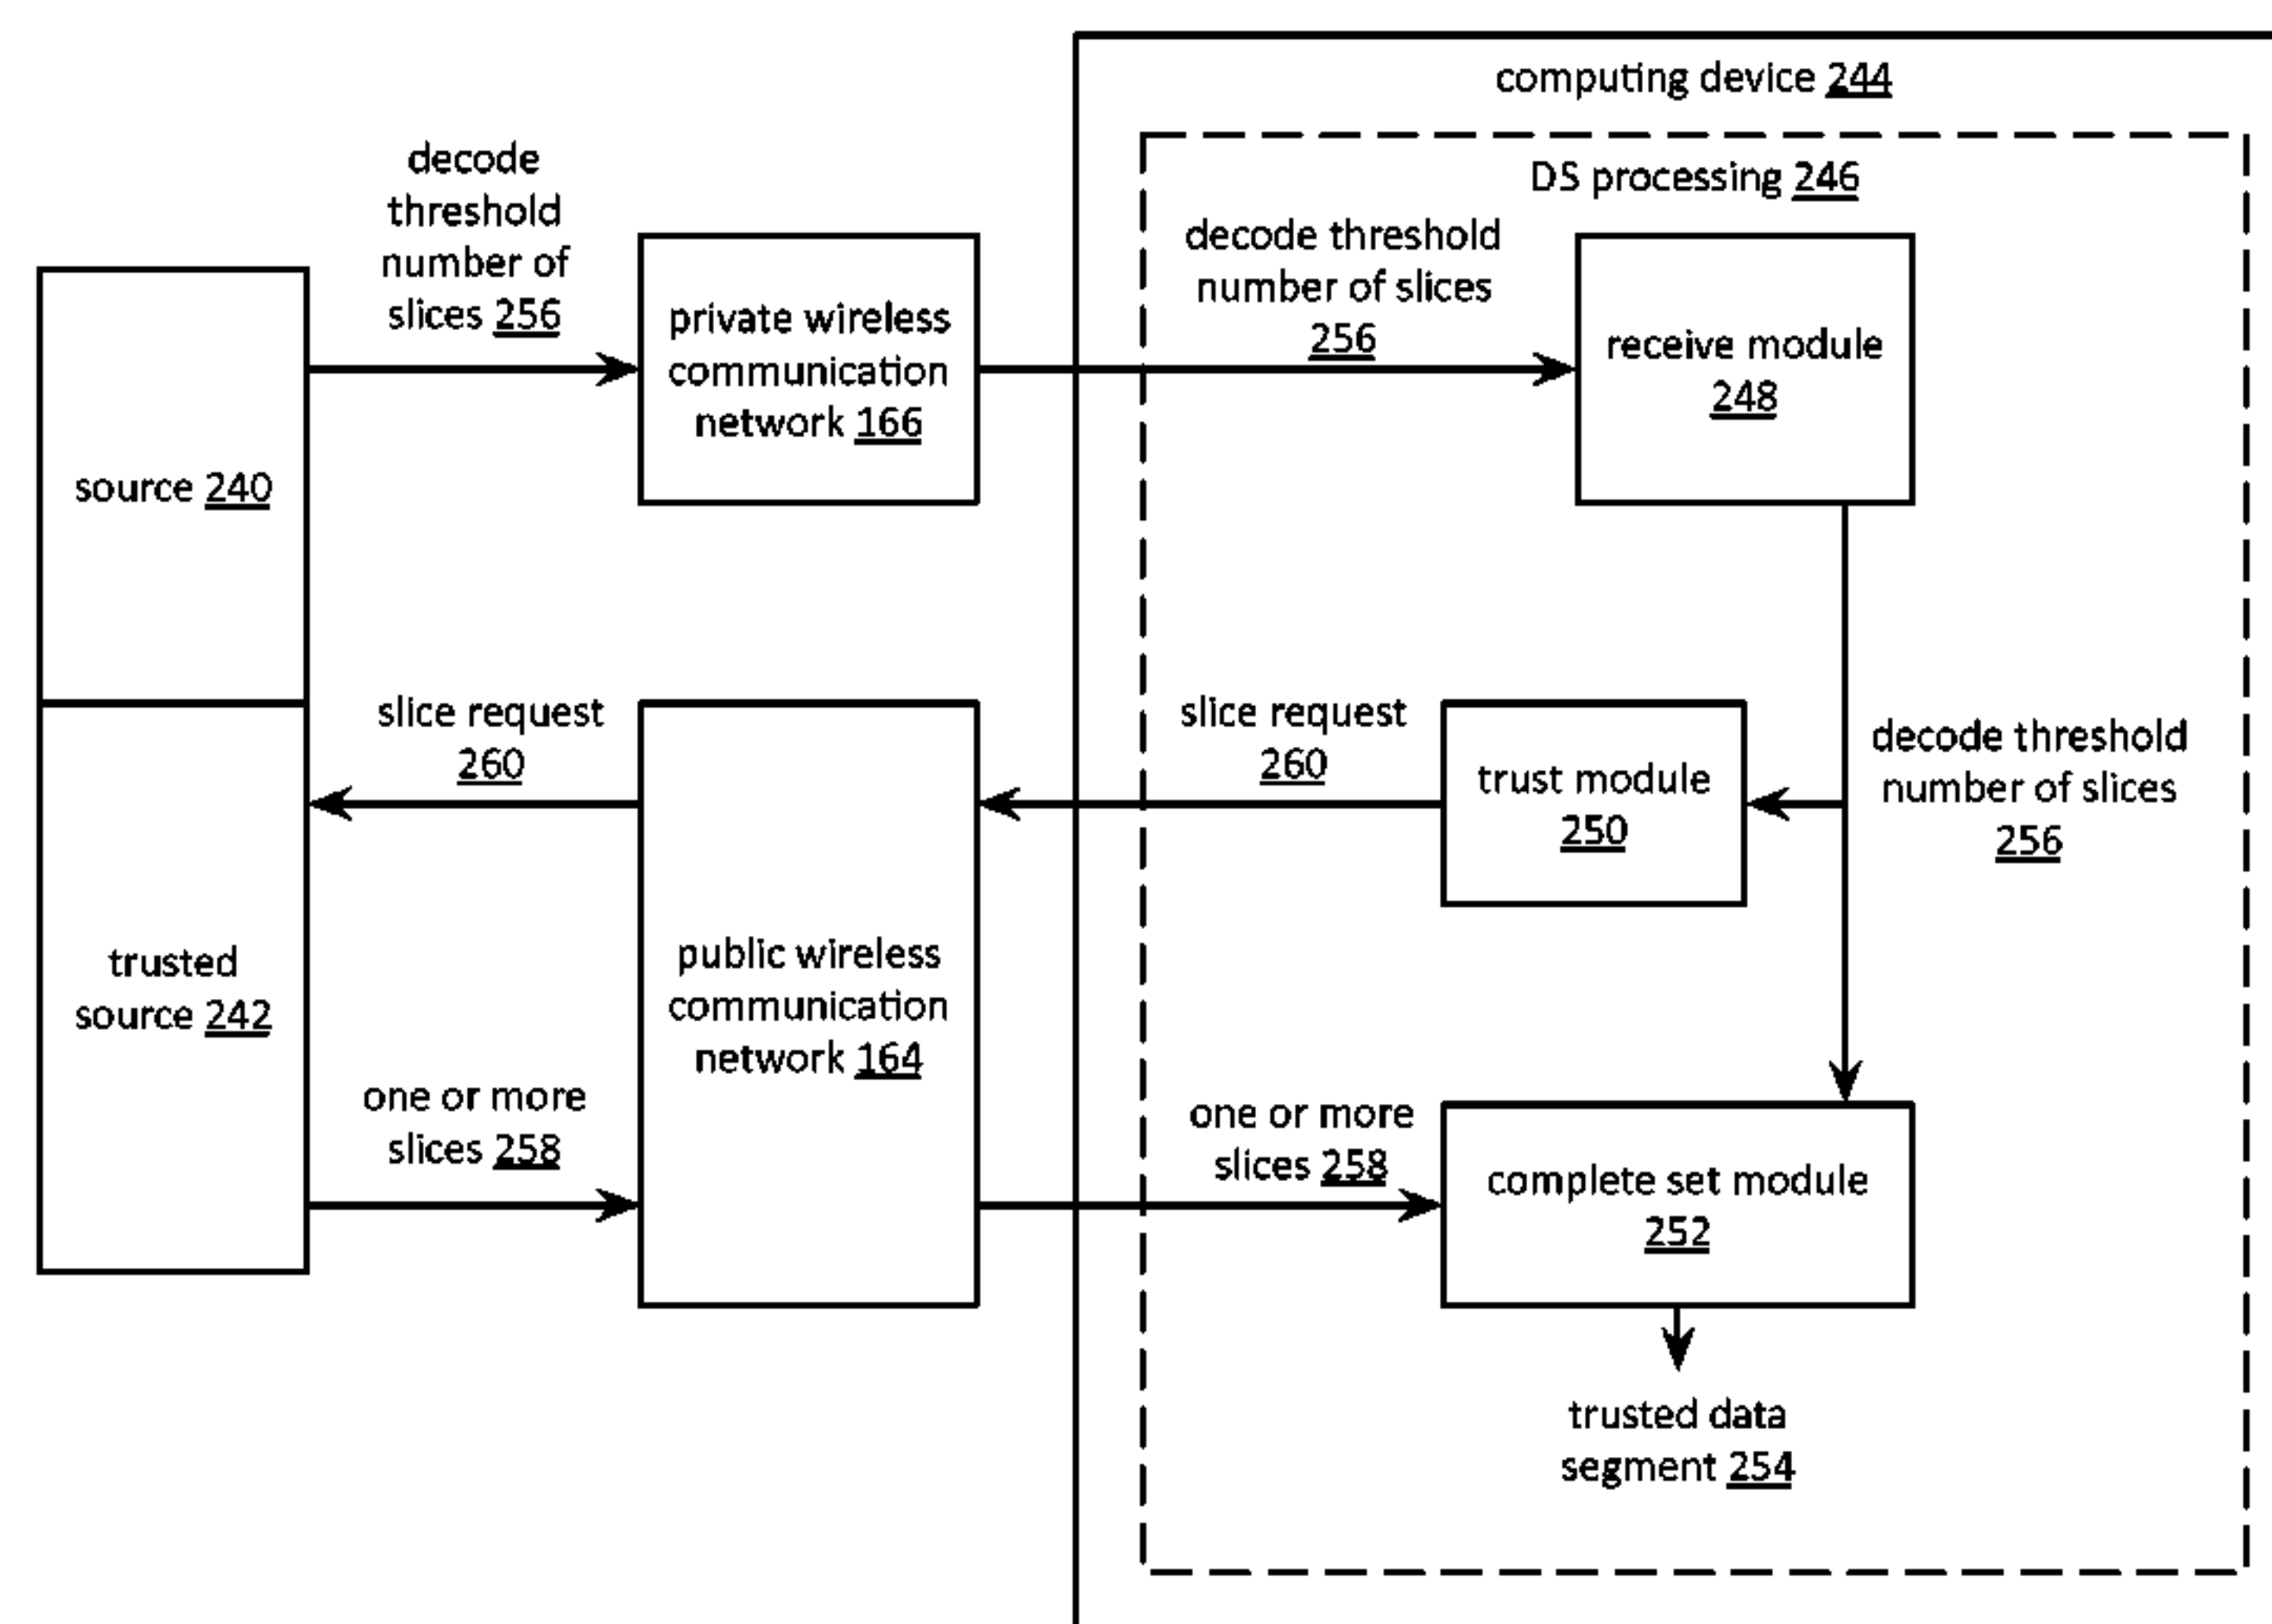 computing device 244
DS processing 246
decode
threshold
number of
slices 256
decode threshold
number of slices
256
source 240
private wireless
communication
network 166
receive module
248
slice request
260
slice request
260
trust module
250
decode threshold
number of slices
256
trusted
source 242
public wireless
communication
network 164
one or more
slices 258
one or more
slices 258
complete set module
252
trusted data
segment 254